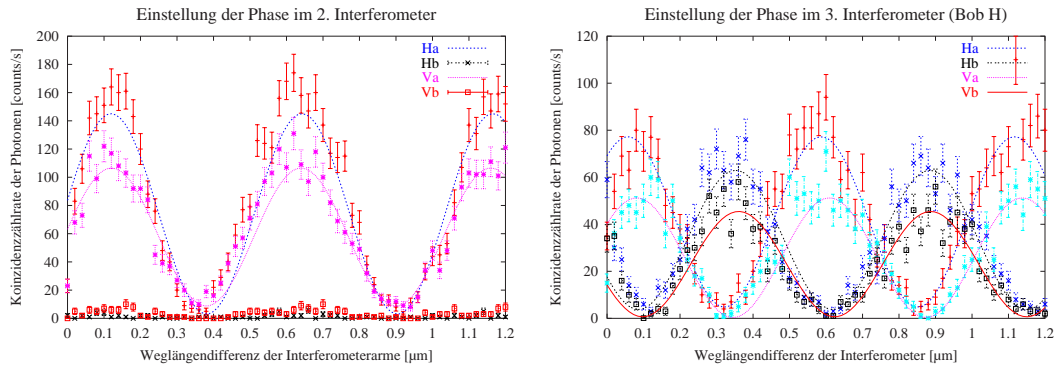 Einstellung der Phase im 2. Interferometer
Koinzidenzählrate der Photonen [counts/s]
200
180
160
140
120
100
80
60
40
20
0
Ha
Hb
Va
Vb
0 0.1 0.2 0.3 0.4 0.5 0.6 0.7 0.8 0.9 1.0 1.1 1.2
Weglängendifferenz der Interferometerarme [µm]
Einstellung der Phase im 3. Interferometer (Bob H)
Koinzidenzählrate der Photonen [counts/s]
120
100
80
60
40
20
0
Ha
Hb
Va
Vb
0 0.1 0.2 0.3 0.4 0.5 0.6 0.7 0.8 0.9 1 1.1 1.2
Weglängendifferenz der Interferometer [µm]